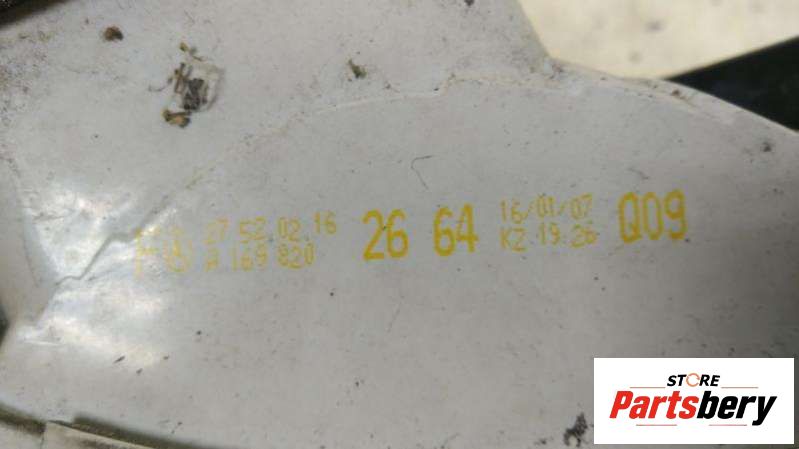 27 52 02 16
A 169 820
26 64
16/01/07
KZ 19:26
Q09
STORE
Partsbery